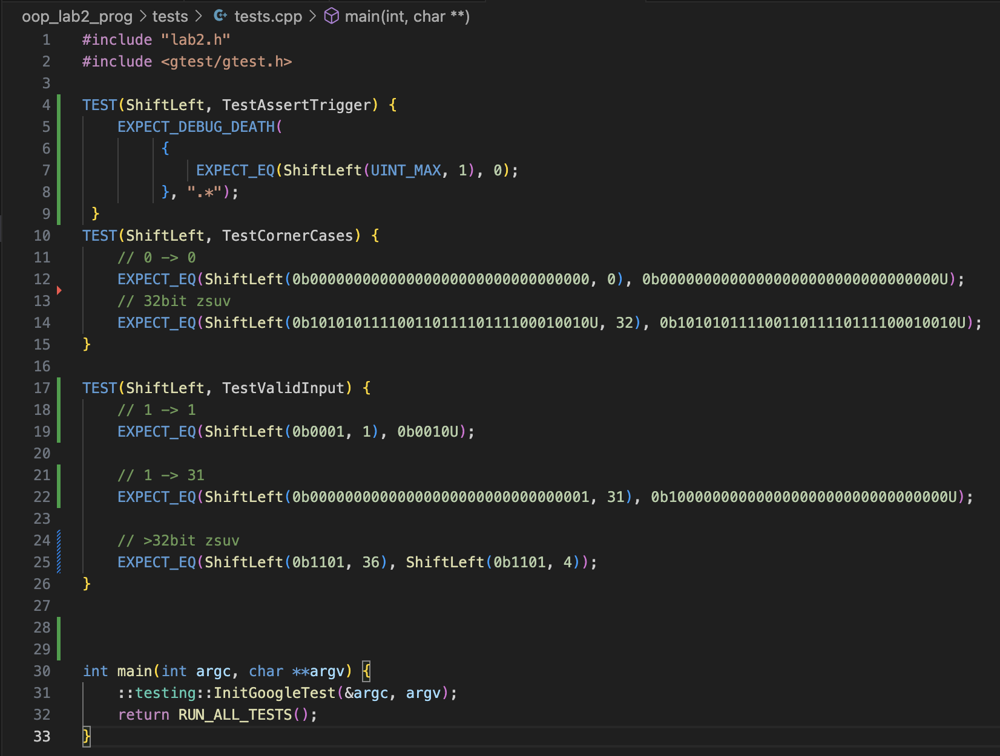 oop_lab2_prog > tests > tests.cpp > main(int, char **)
1 #include "lab2.h"
2 #include <gtest/gtest.h>
3
4 TEST(ShiftLeft, TestAssertTrigger) {
5 EXPECT_DEBUG_DEATH(
6 {
7 EXPECT_EQ(ShiftLeft(UINT_MAX, 1), 0);
8 }, ".*");
9 }
10 TEST(ShiftLeft, TestCornerCases) {
11 // 0 -> 0
12 EXPECT_EQ(ShiftLeft(0b00000000000000000000000000000000, 0), 0b00000000000000000000000000000000U);
13 // 32bit zsuv
14 EXPECT_EQ(ShiftLeft(0b10101011110011011110111100010010U, 32), 0b10101011110011011110111100010010U);
15 }
16
17 TEST(ShiftLeft, TestValidInput) {
18 // 1 -> 1
19 EXPECT_EQ(ShiftLeft(0b0001, 1), 0b0010U);
20
21 // 1 -> 31
22 EXPECT_EQ(ShiftLeft(0b00000000000000000000000000000001, 31), 0b10000000000000000000000000000000U);
23
24 // >32bit zsuv
25 EXPECT_EQ(ShiftLeft(0b1101, 36), ShiftLeft(0b1101, 4));
26 }
27
28
29
30 int main(int argc, char **argv) {
31 ::testing::InitGoogleTest(&argc, argv);
32 return RUN_ALL_TESTS();
33 }